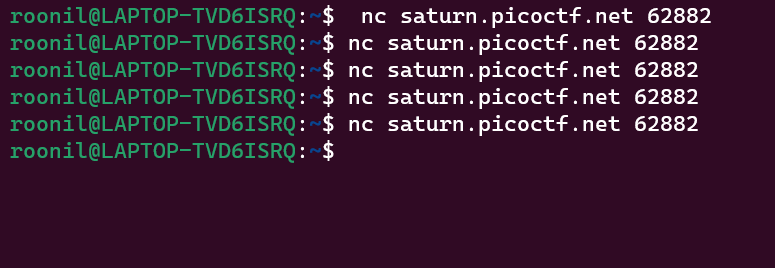 roonil@LAPTOP-TVD6ISRQ:~$  nc saturn.picoctf.net 62882
roonil@LAPTOP-TVD6ISRQ:~$ nc saturn.picoctf.net 62882
roonil@LAPTOP-TVD6ISRQ:~$ nc saturn.picoctf.net 62882
roonil@LAPTOP-TVD6ISRQ:~$ nc saturn.picoctf.net 62882
roonil@LAPTOP-TVD6ISRQ:~$ nc saturn.picoctf.net 62882
roonil@LAPTOP-TVD6ISRQ:~$